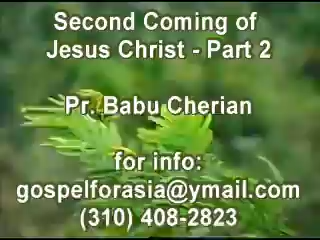 Second Coming of
Jesus Christ - Part 2
Pr. Babu Cherian
for info:
gospelforasia@ymail.com
(310) 408-2823